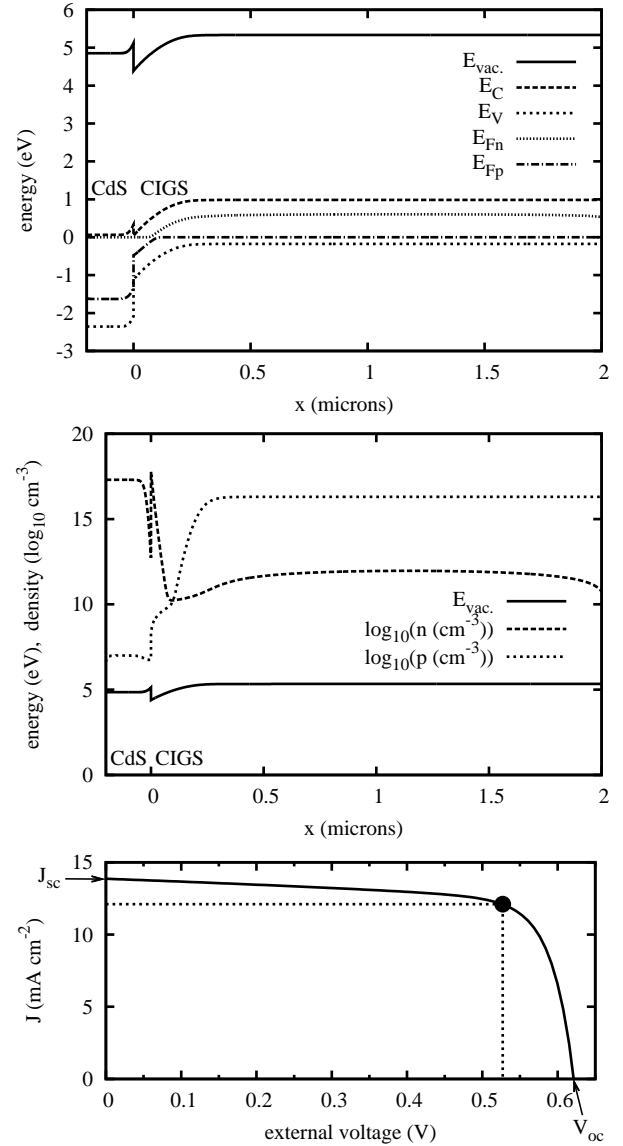 6
5
4
3
2
1
0
-1
-2
-3
energy (eV)
E_vac.
E_C
E_V
E_Fn
E_Fp
CdS CIGS
0 0.5 1 1.5 2
x (microns)
20
15
10
5
0
energy (eV), density (log_10 cm^-3)
E_vac.
log_10(n (cm^-3))
log_10(p (cm^-3))
CdS CIGS
0 0.5 1 1.5 2
x (microns)
15
10
5
0
J_sc
J (mA cm^-2)
0 0.1 0.2 0.3 0.4 0.5 0.6
external voltage (V)
V_oc